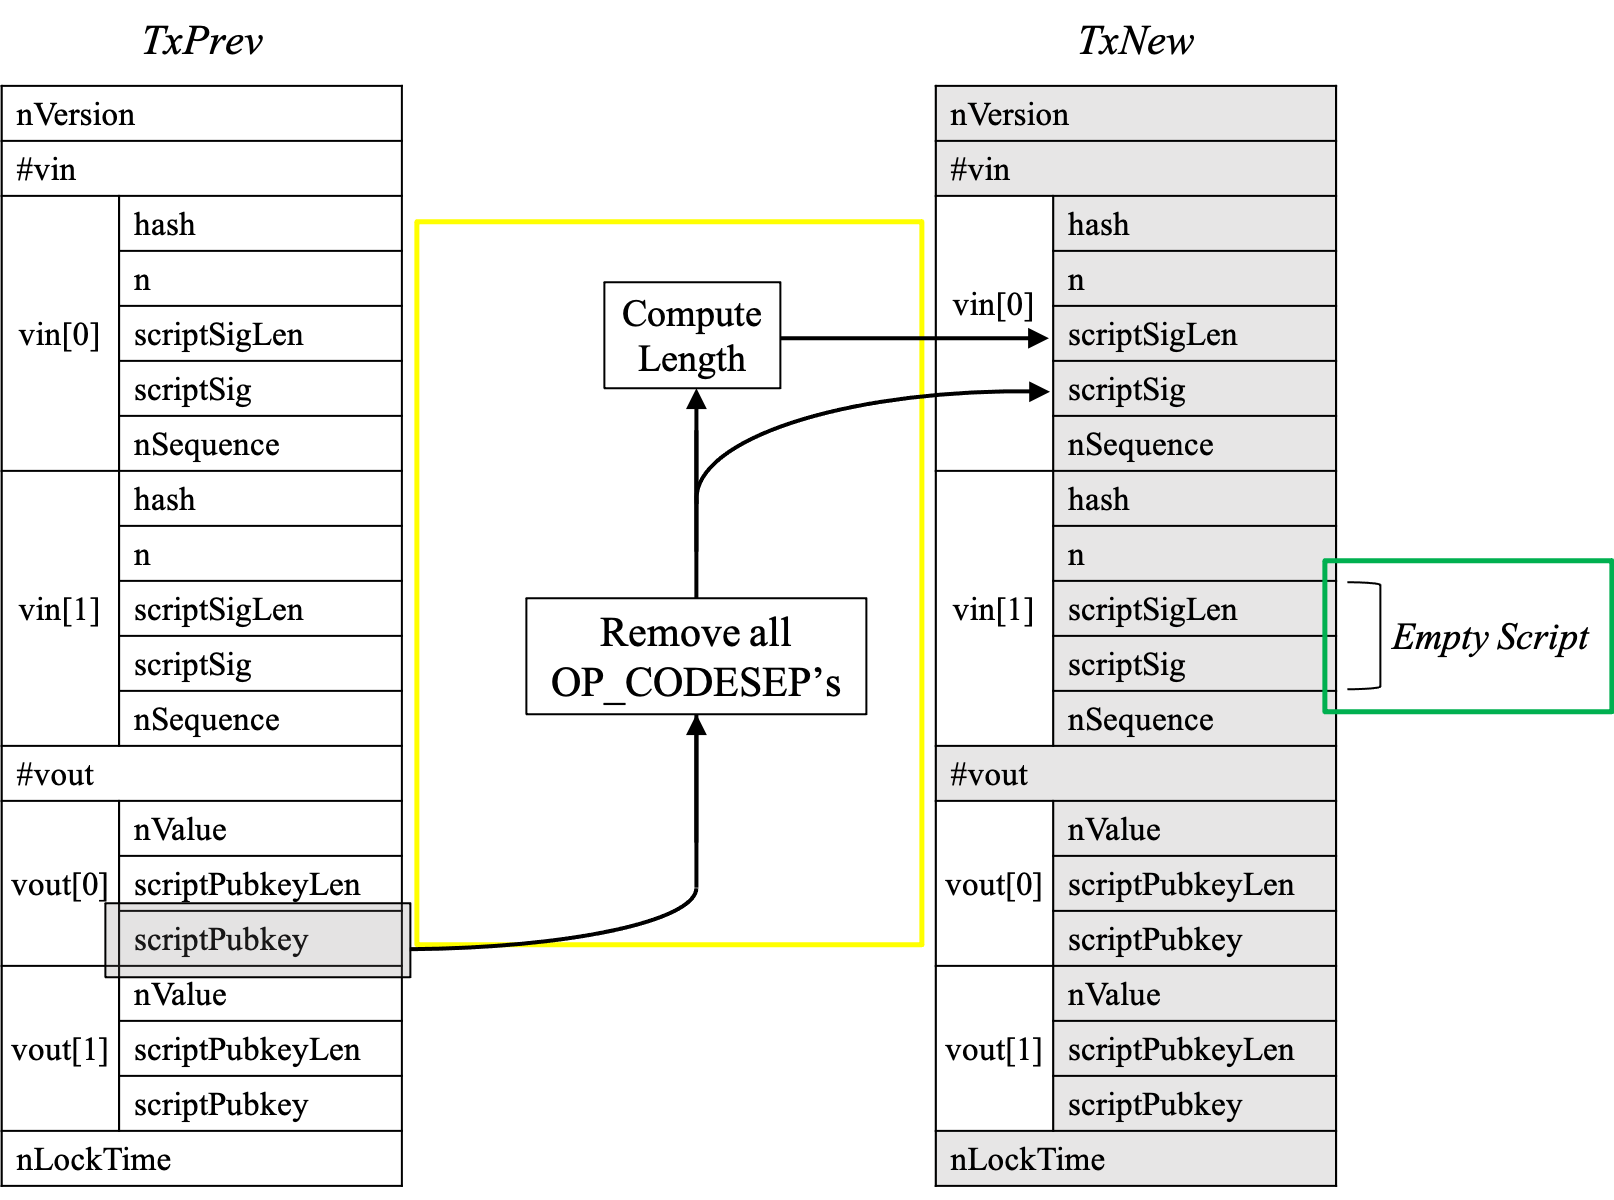 TxPrev
nVersion
#vin
vin[0]
hash
n
scriptSigLen
scriptSig
nSequence
vin[1]
hash
n
scriptSigLen
scriptSig
nSequence
#vout
vout[0]
nValue
scriptPubkeyLen
scriptPubkey
vout[1]
nValue
scriptPubkeyLen
scriptPubkey
nLockTime
Compute
Length
Remove all
OP_CODESEP’s
TxNew
nVersion
#vin
vin[0]
hash
n
scriptSigLen
scriptSig
nSequence
vin[1]
hash
n
scriptSigLen
scriptSig
nSequence
Empty Script
#vout
vout[0]
nValue
scriptPubkeyLen
scriptPubkey
vout[1]
nValue
scriptPubkeyLen
scriptPubkey
nLockTime